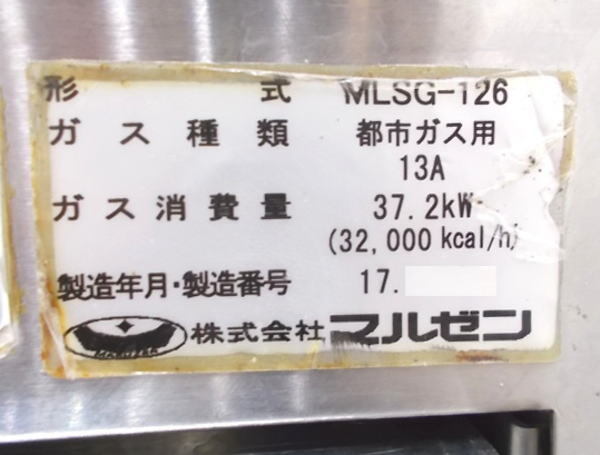 形式 MLSG-126
ガス種類 都市ガス用
13A
ガス消費量 37.2kW
(32,000 kcal/h)
製造年月・製造番号 17.
株式会社 マルゼン